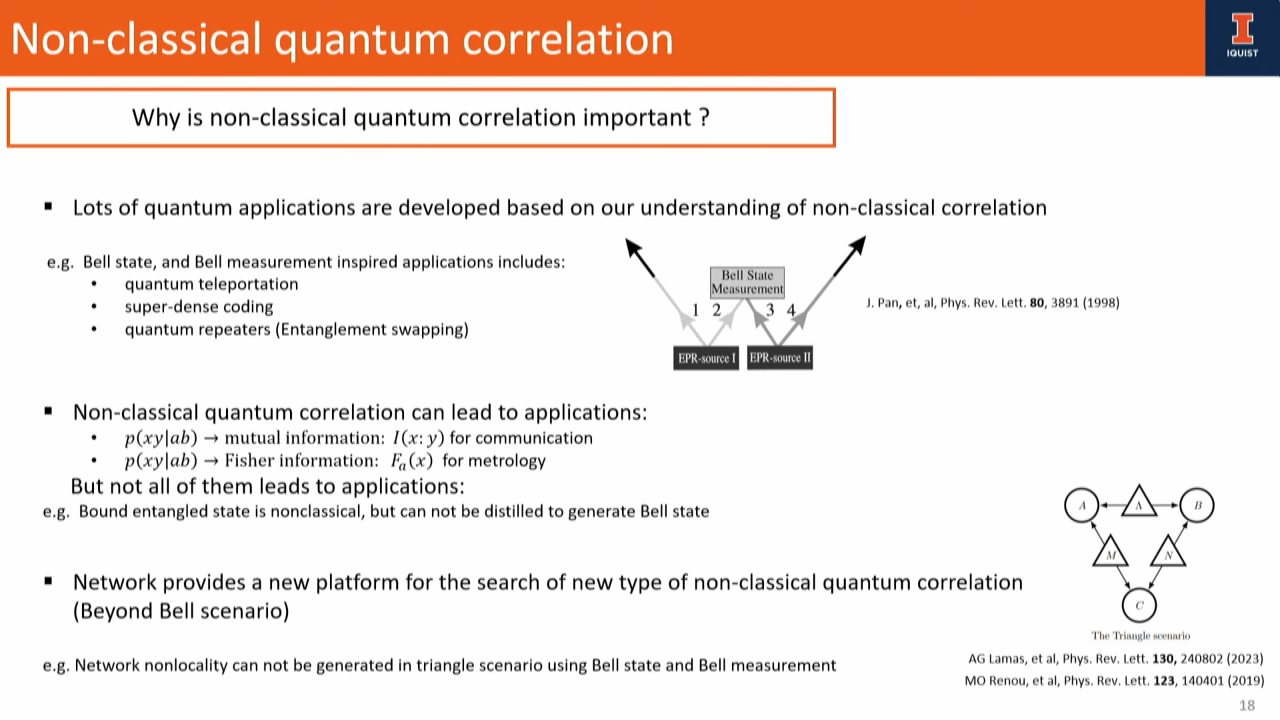 Non-classical quantum correlation
I
IQUIST
Why is non-classical quantum correlation important ?
▪ Lots of quantum applications are developed based on our understanding of non-classical correlation
e.g. Bell state, and Bell measurement inspired applications includes:
• quantum teleportation
• super-dense coding
• quantum repeaters (Entanglement swapping)
Bell State
Measurement
1 2 3 4
EPR-source I EPR-source II
J. Pan, et, al, Phys. Rev. Lett. 80, 3891 (1998)
▪ Non-classical quantum correlation can lead to applications:
• p(xy|ab) → mutual information: I(x:y) for communication
• p(xy|ab) → Fisher information: Fₐ(x) for metrology
But not all of them leads to applications:
e.g. Bound entangled state is nonclassical, but can not be distilled to generate Bell state
A Λ B
M N
C
The Triangle scenario
▪ Network provides a new platform for the search of new type of non-classical quantum correlation
(Beyond Bell scenario)
e.g. Network nonlocality can not be generated in triangle scenario using Bell state and Bell measurement
AG Lamas, et al, Phys. Rev. Lett. 130, 240802 (2023)
MO Renou, et al, Phys. Rev. Lett. 123, 140401 (2019)
18